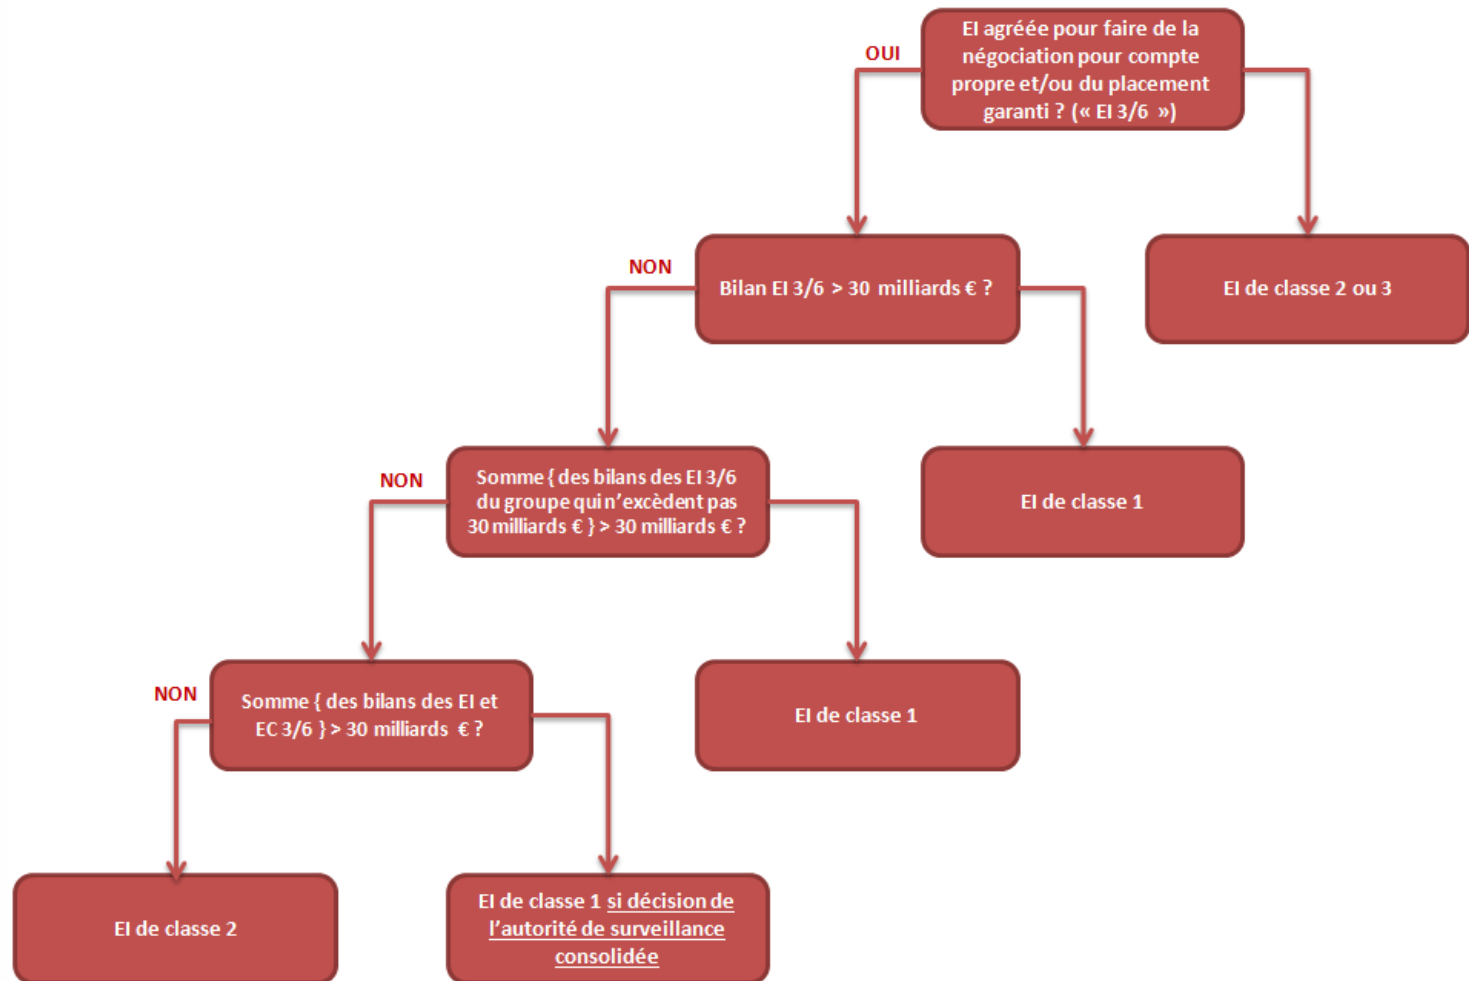 EI agréée pour faire de la
négociation pour compte
propre et/ou du placement
garanti ? (« EI 3/6 »)
OUI
NON
Bilan EI 3/6 > 30 milliards € ?
EI de classe 2 ou 3
NON
Somme { des bilans des EI 3/6
du groupe qui n’excèdent pas
30 milliards € } > 30 milliards € ?
EI de classe 1
NON
Somme { des bilans des EI et
EC 3/6 } > 30 milliards € ?
EI de classe 1
EI de classe 2
EI de classe 1 si décision de
l’autorité de surveillance
consolidée